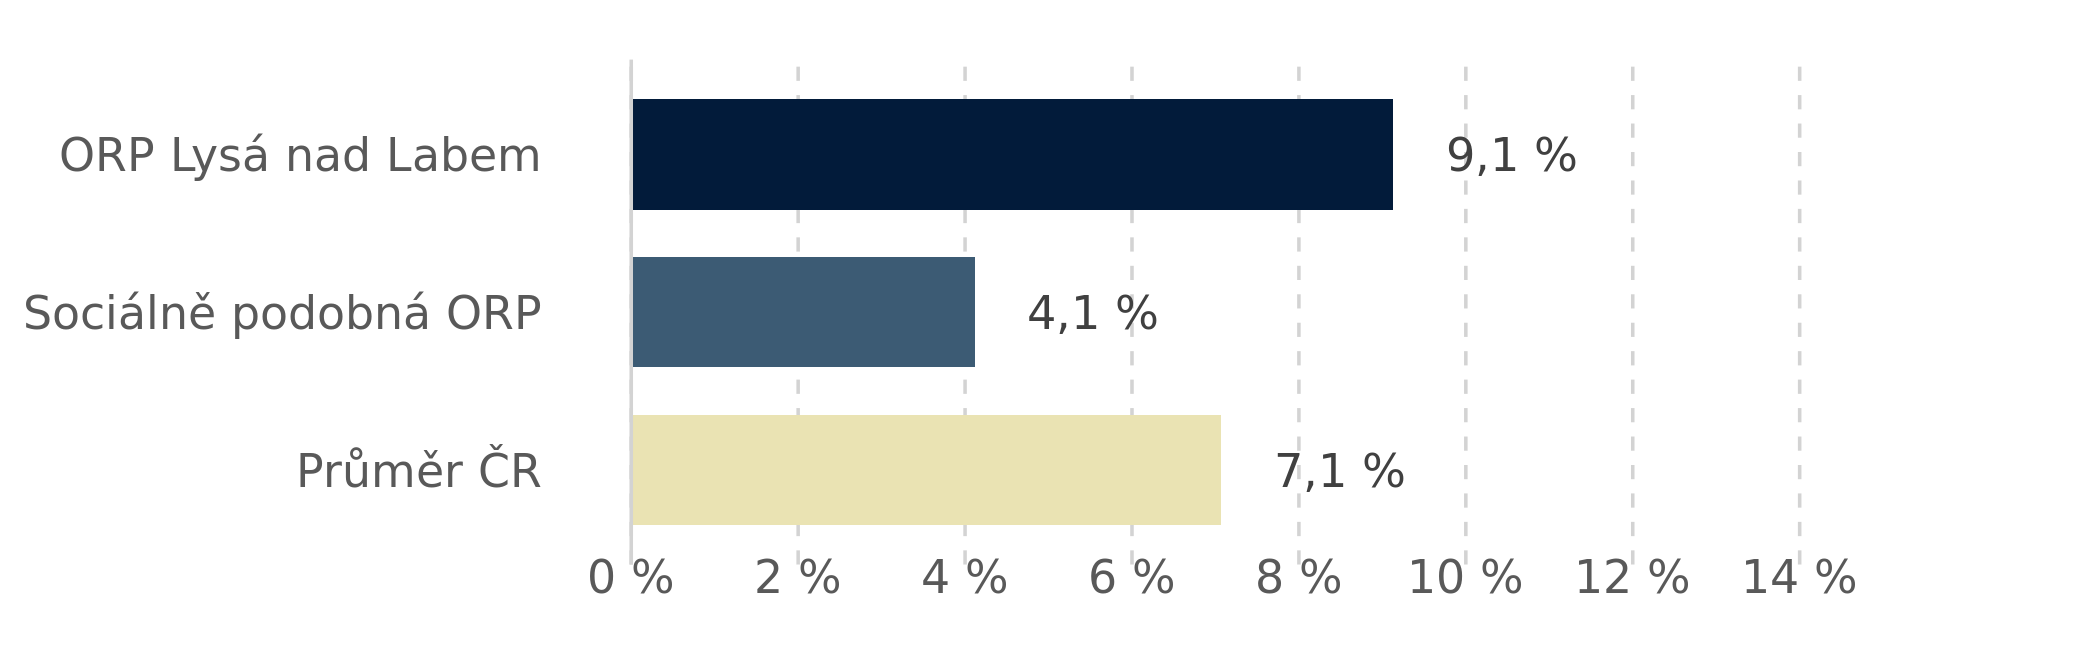 ORP Lysá nad Labem
9,1 %
Sociálně podobná ORP
4,1 %
Průměr ČR
7,1 %
0 % 2 % 4 % 6 % 8 % 10 % 12 % 14 %